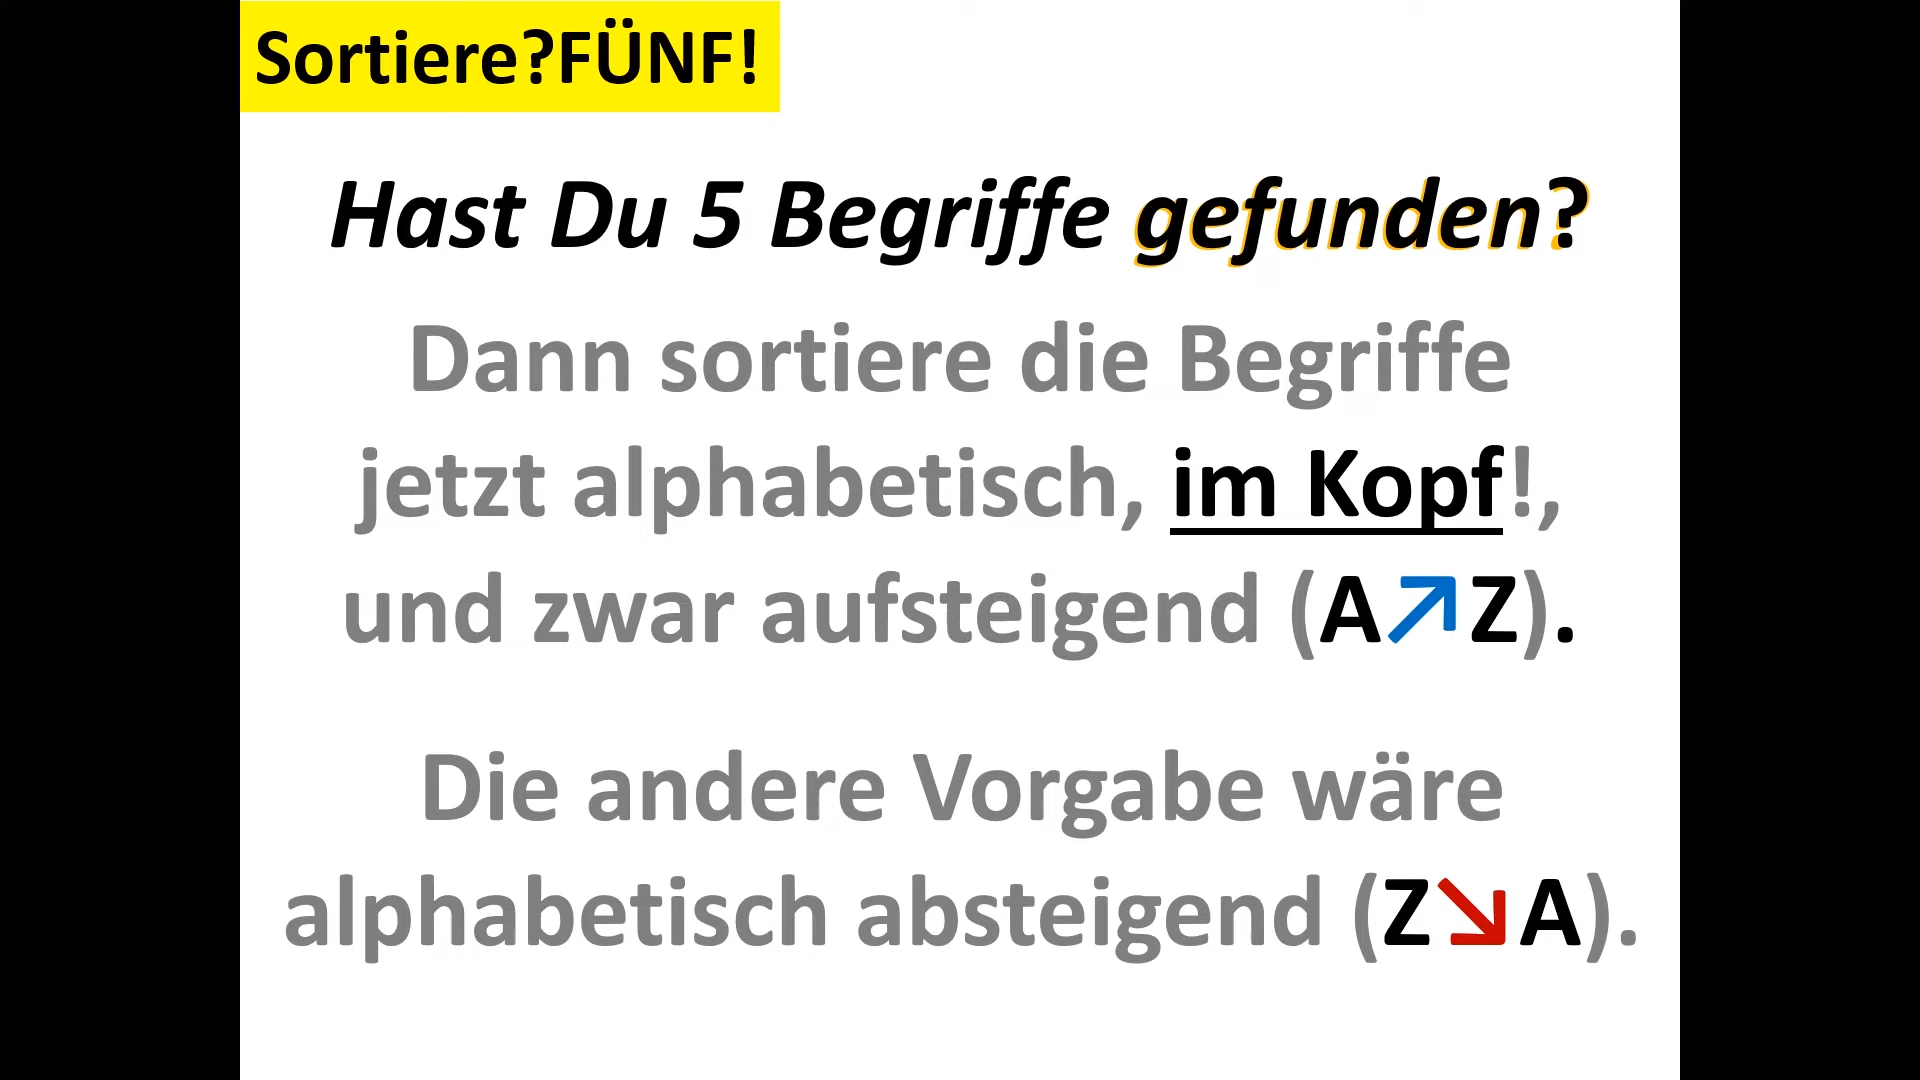 Sortiere?FÜNF!
Hast Du 5 Begriffe gefunden?
Dann sortiere die Begriffe
jetzt alphabetisch, im Kopf!,
und zwar aufsteigend (A↗Z).
Die andere Vorgabe wäre
alphabetisch absteigend (Z↘A).